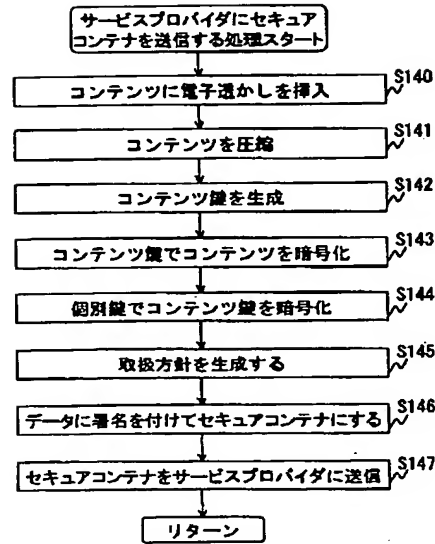 サービスプロバイダにセキュア
コンテナを送信する処理スタート
S140
コンテンツに電子透かしを挿入
S141
コンテンツを圧縮
S142
コンテンツ鍵を生成
S143
コンテンツ鍵でコンテンツを暗号化
S144
個別鍵でコンテンツ鍵を暗号化
S145
取扱方針を生成する
S146
データに署名を付けてセキュアコンテナにする
S147
セキュアコンテナをサービスプロバイダに送信
リターン